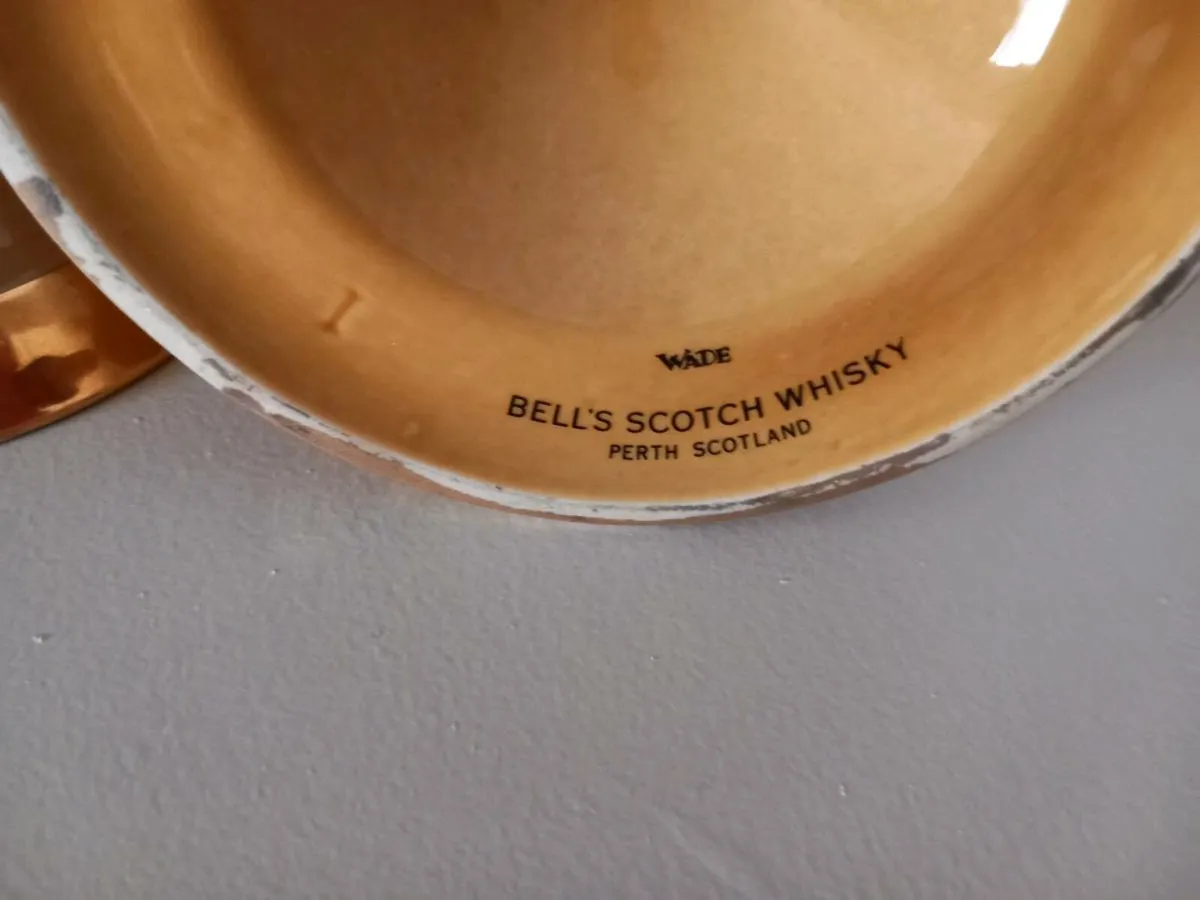 I
WADE
BELL'S SCOTCH WHISKY
PERTH SCOTLAND